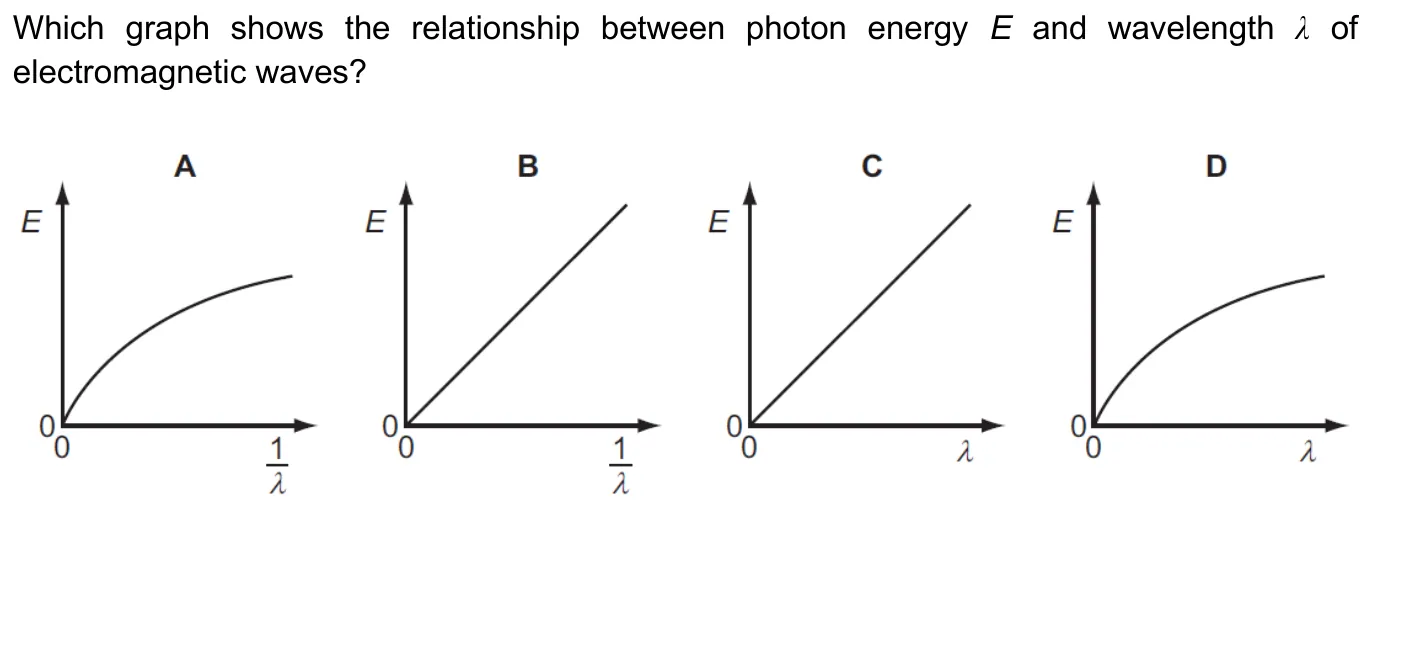 Which graph shows the relationship between photon energy E and wavelength λ of
electromagnetic waves?
A B C D
E E E E
0 0 0 0
0 1/λ 0 1/λ 0 λ 0 λ